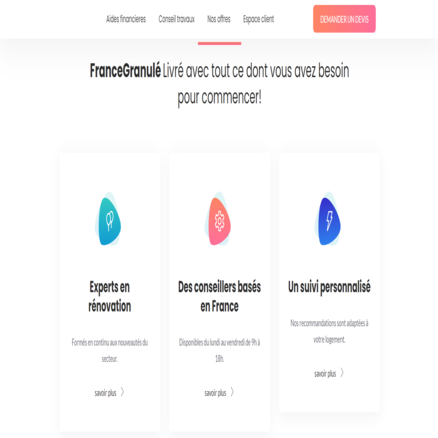 Aides financieres Conseil travaux Nos offres Espace client DEMANDER UN DEVIS
FranceGranulé Livré avec tout ce dont vous avez besoin
pour commencer!
Experts en
rénovation
Formés en continu aux nouveautés du
secteur.
savoir plus
Des conseillers basés
en France
Disponibles du lundi au vendredi de 9h à
18h.
savoir plus
Un suivi personnalisé
Nos recommandations sont adaptées à
votre logement.
savoir plus